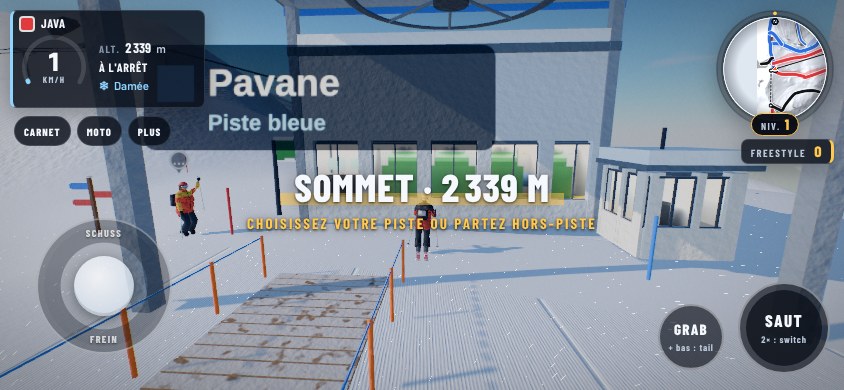 JAVA
1
KM/H
ALT. 2 339 m
À L'ARRÊT
❄ Damée
CARNET
MOTO
PLUS
Pavane
Piste bleue
SOMMET · 2 339 M
CHOISISSEZ VOTRE PISTE OU PARTEZ HORS-PISTE
NIV. 1
FREESTYLE 0
SCHUSS
FREIN
GRAB
+ bas : tail
SAUT
2× : switch